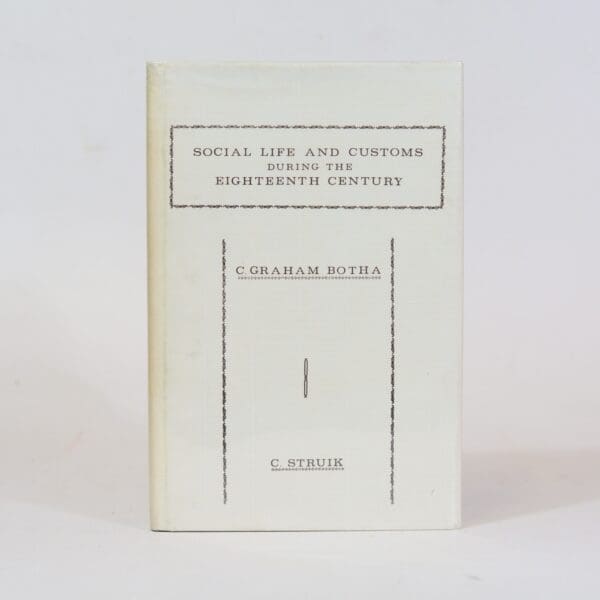 SOCIAL LIFE AND CUSTOMS
DURING THE
EIGHTEENTH CENTURY
C. GRAHAM BOTHA
C. STRUIK